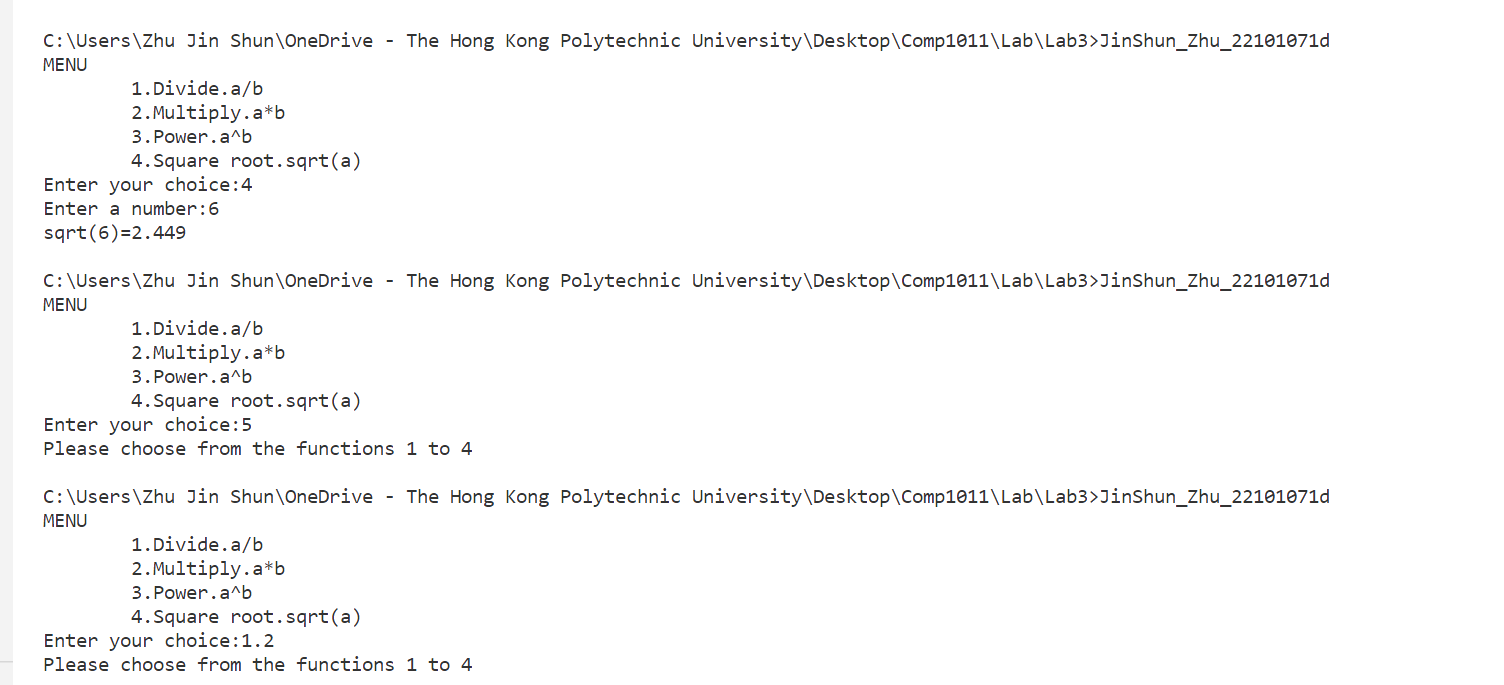 C:\Users\Zhu Jin Shun\OneDrive - The Hong Kong Polytechnic University\Desktop\Comp1011\Lab\Lab3>JinShun_Zhu_22101071d
MENU
1.Divide.a/b
2.Multiply.a*b
3.Power.a^b
4.Square root.sqrt(a)
Enter your choice:4
Enter a number:6
sqrt(6)=2.449
C:\Users\Zhu Jin Shun\OneDrive - The Hong Kong Polytechnic University\Desktop\Comp1011\Lab\Lab3>JinShun_Zhu_22101071d
MENU
1.Divide.a/b
2.Multiply.a*b
3.Power.a^b
4.Square root.sqrt(a)
Enter your choice:5
Please choose from the functions 1 to 4
C:\Users\Zhu Jin Shun\OneDrive - The Hong Kong Polytechnic University\Desktop\Comp1011\Lab\Lab3>JinShun_Zhu_22101071d
MENU
1.Divide.a/b
2.Multiply.a*b
3.Power.a^b
4.Square root.sqrt(a)
Enter your choice:1.2
Please choose from the functions 1 to 4